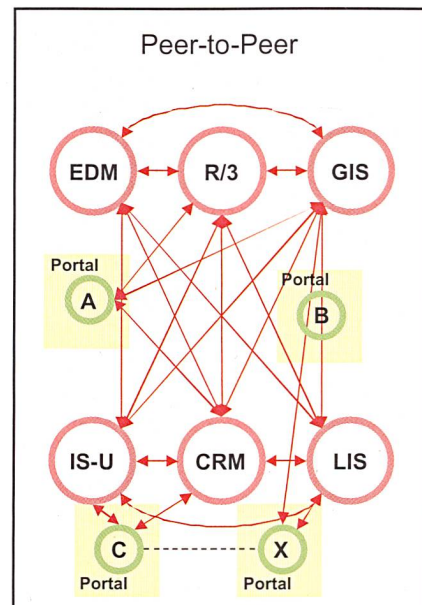 Peer-to-Peer
EDM R/3 GIS
Portal
A
Portal
B
IS-U CRM LIS
C X
Portal Portal